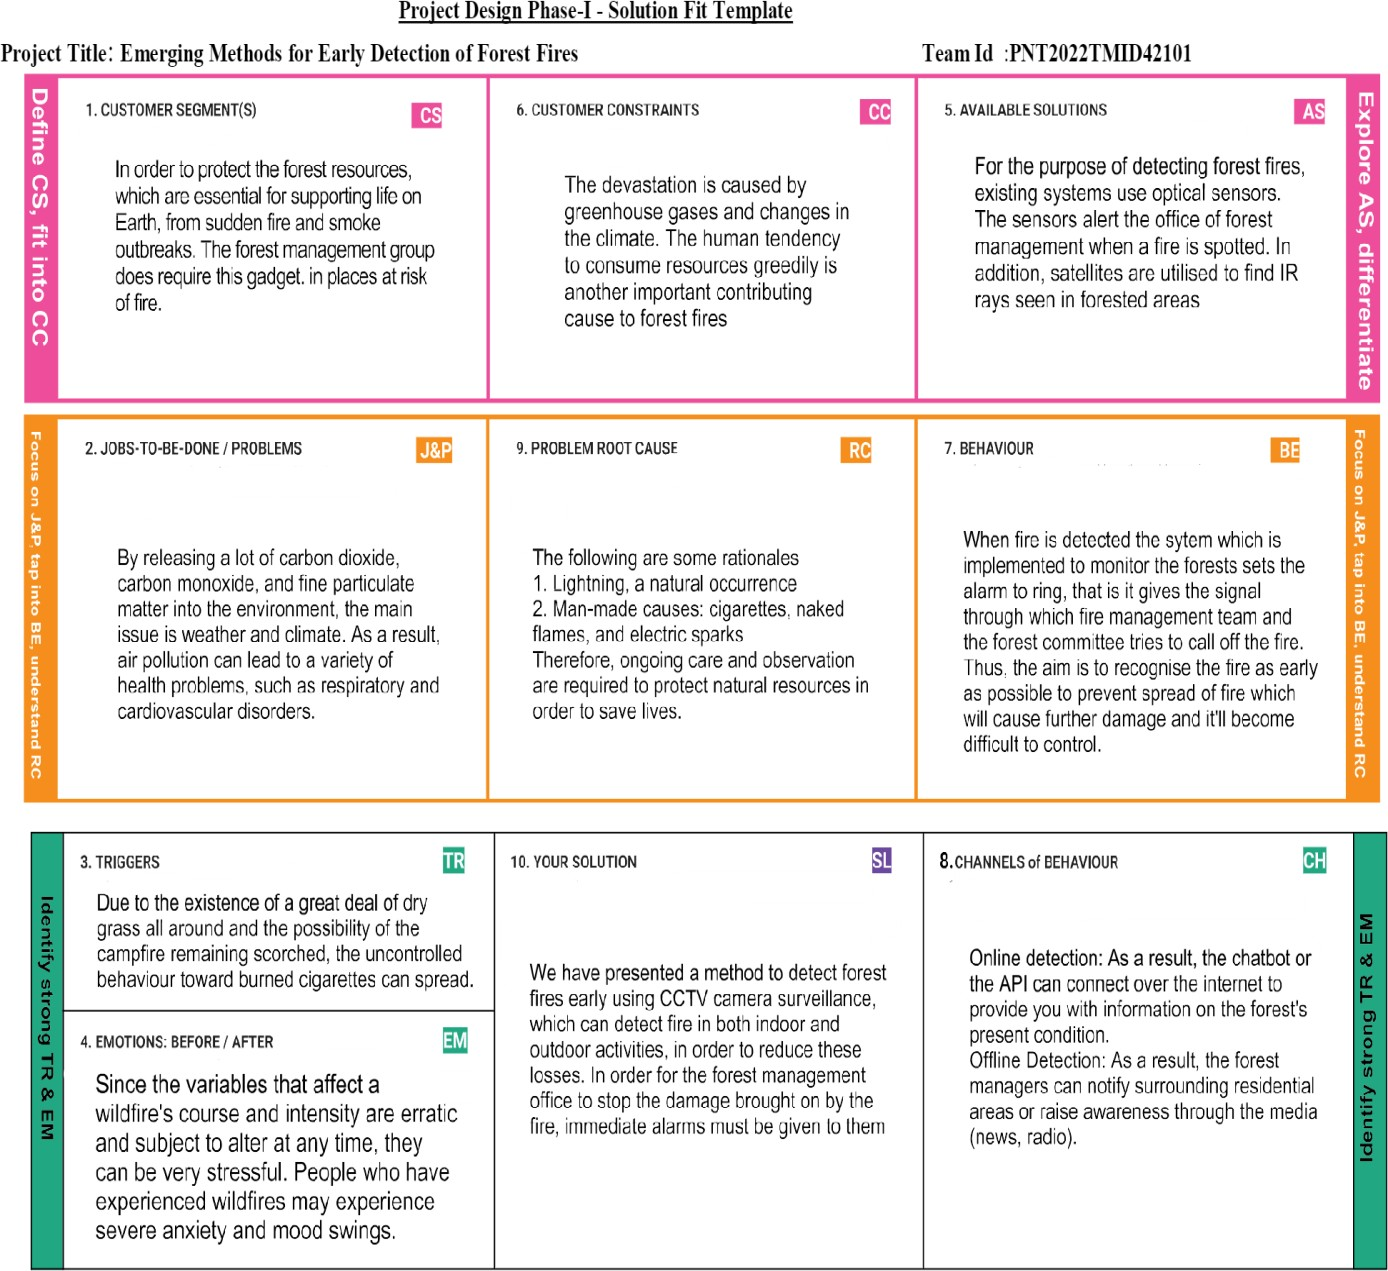 Project Design Phase-I - Solution Fit Template
Project Title: Emerging Methods for Early Detection of Forest Fires
Team Id :PNT2022TMID42101
Define CS, fit into CC
1. CUSTOMER SEGMENT(S)
CS
In order to protect the forest resources,
which are essential for supporting life on
Earth, from sudden fire and smoke
outbreaks. The forest management group
does require this gadget. in places at risk
of fire.
6. CUSTOMER CONSTRAINTS
CC
The devastation is caused by
greenhouse gases and changes in
the climate. The human tendency
to consume resources greedily is
another important contributing
cause to forest fires
5. AVAILABLE SOLUTIONS
AS
For the purpose of detecting forest fires,
existing systems use optical sensors.
The sensors alert the office of forest
management when a fire is spotted. In
addition, satellites are utilised to find IR
rays seen in forested areas
Explore AS, differentiate
Focus on J&P, tap into BE, understand RC
2. JOBS-TO-BE-DONE / PROBLEMS
J&P
By releasing a lot of carbon dioxide,
carbon monoxide, and fine particulate
matter into the environment, the main
issue is weather and climate. As a result,
air pollution can lead to a variety of
health problems, such as respiratory and
cardiovascular disorders.
9. PROBLEM ROOT CAUSE
RC
The following are some rationales
1. Lightning, a natural occurrence
2. Man-made causes: cigarettes, naked
flames, and electric sparks
Therefore, ongoing care and observation
are required to protect natural resources in
order to save lives.
7. BEHAVIOUR
BE
When fire is detected the sytem which is
implemented to monitor the forests sets the
alarm to ring, that is it gives the signal
through which fire management team and
the forest committee tries to call off the fire.
Thus, the aim is to recognise the fire as early
as possible to prevent spread of fire which
will cause further damage and it'll become
difficult to control.
Focus on J&P, tap into BE, understand RC
Identify strong TR & EM
3. TRIGGERS
TR
Due to the existence of a great deal of dry
grass all around and the possibility of the
campfire remaining scorched, the uncontrolled
behaviour toward burned cigarettes can spread.
4. EMOTIONS: BEFORE / AFTER
EM
Since the variables that affect a
wildfire's course and intensity are erratic
and subject to alter at any time, they
can be very stressful. People who have
experienced wildfires may experience
severe anxiety and mood swings.
10. YOUR SOLUTION
SL
We have presented a method to detect forest
fires early using CCTV camera surveillance,
which can detect fire in both indoor and
outdoor activities, in order to reduce these
losses. In order for the forest management
office to stop the damage brought on by the
fire, immediate alarms must be given to them
8.CHANNELS of BEHAVIOUR
CH
Online detection: As a result, the chatbot or
the API can connect over the internet to
provide you with information on the forest's
present condition.
Offline Detection: As a result, the forest
managers can notify surrounding residential
areas or raise awareness through the media
(news, radio).
Identify strong TR & EM